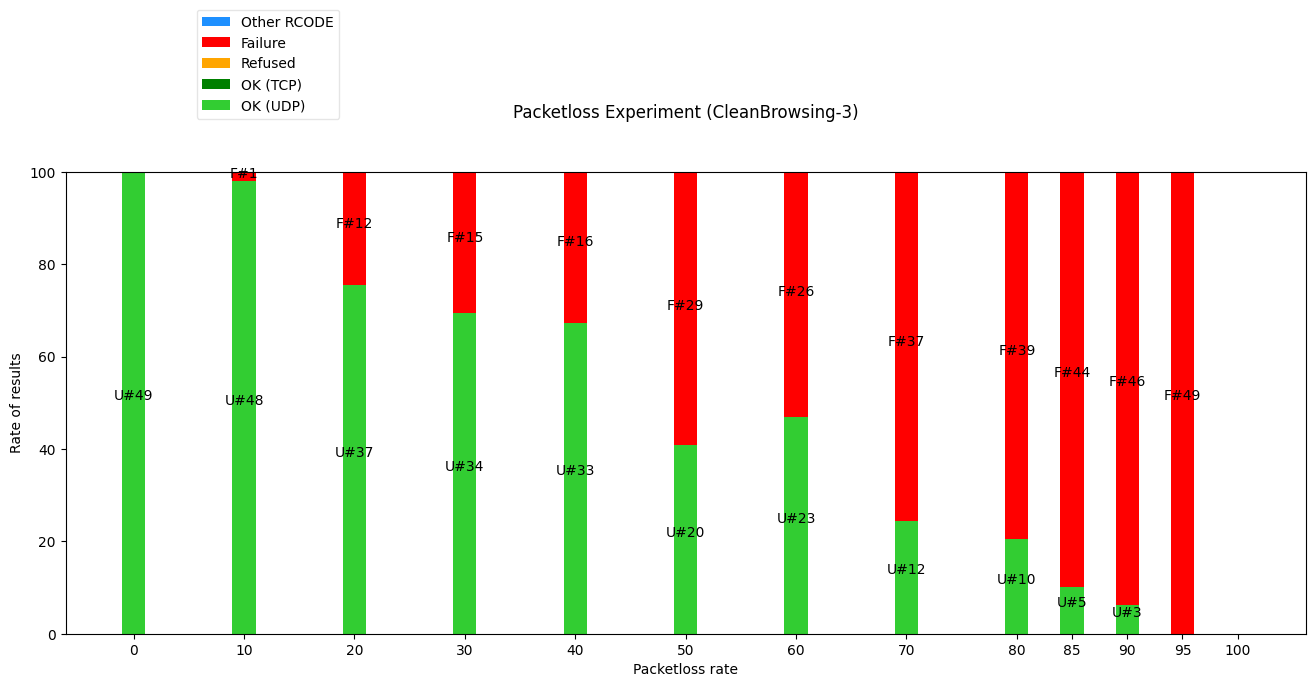 Other RCODE
Failure
Refused
OK (TCP)
OK (UDP)
Packetloss Experiment (CleanBrowsing-3)
Rate of results
100
80
60
40
20
0
U#49
F#1
U#48
F#12
U#37
F#15
U#34
F#16
U#33
F#29
U#20
F#26
U#23
F#37
U#12
F#39
U#10
F#44
U#5
F#46
U#3
F#49
0 10 20 30 40 50 60 70 80 85 90 95 100
Packetloss rate